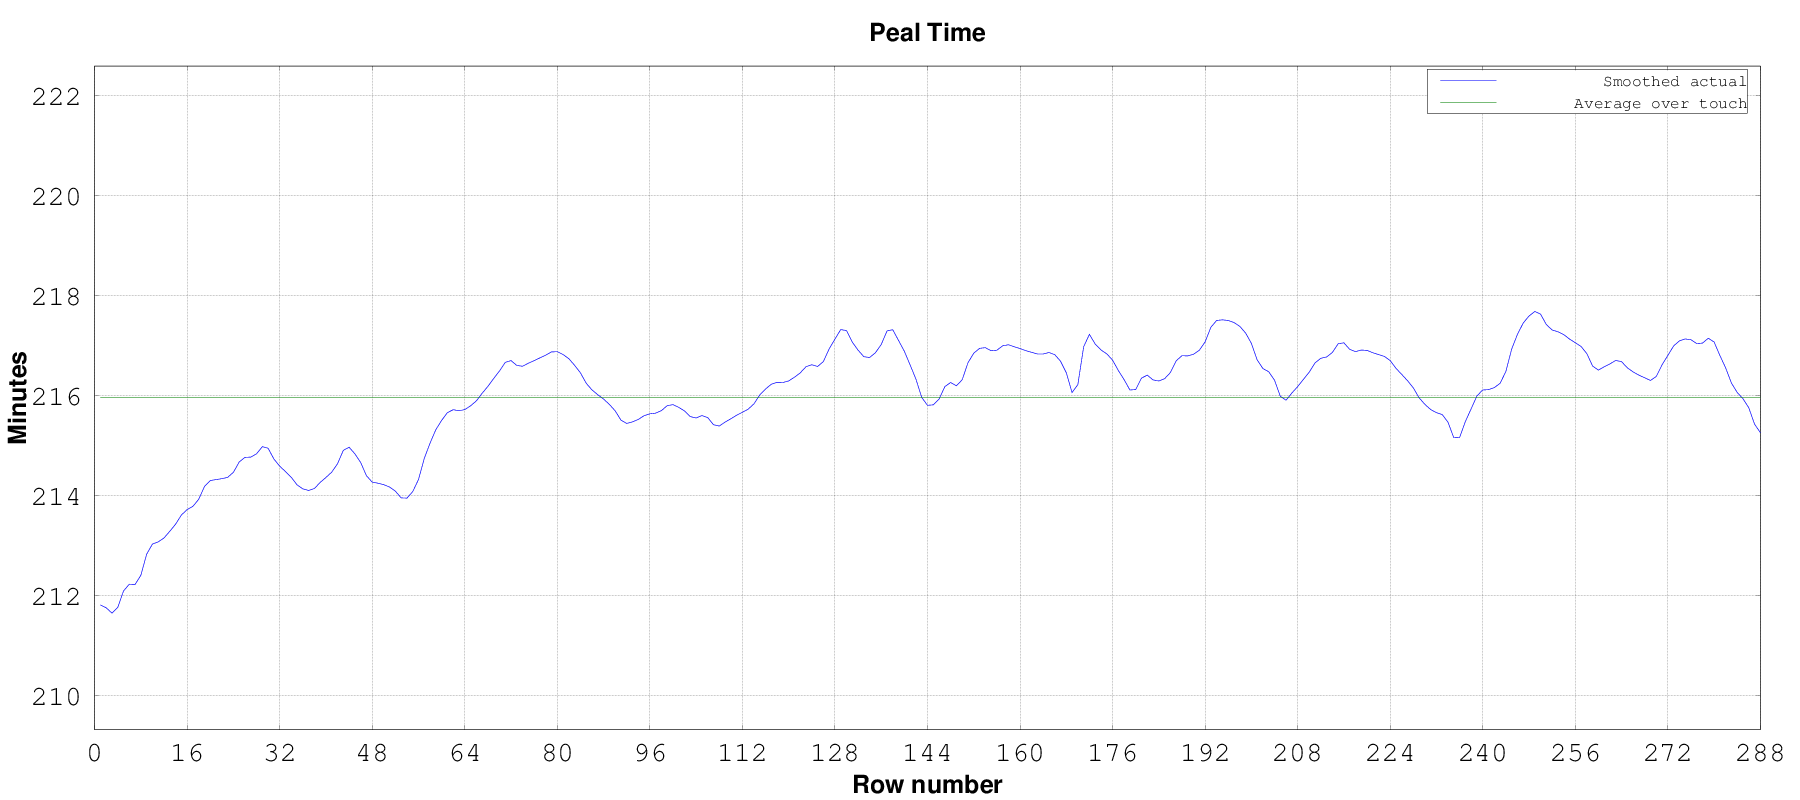 Peal Time
Smoothed actual
Average over touch
222
220
218
216
214
212
210
Minutes
0 16 32 48 64 80 96 112 128 144 160 176 192 208 224 240 256 272 288
Row number